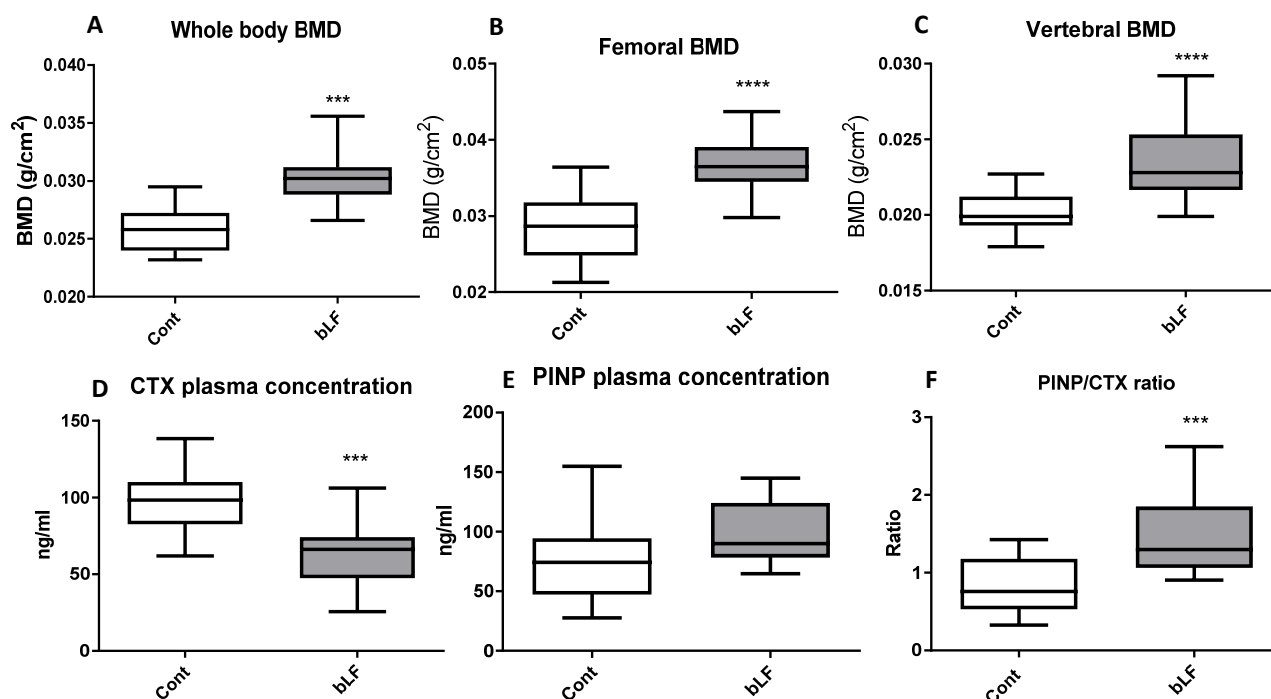 A Whole body BMD
0.040
0.035
0.030
0.025
0.020
BMD (g/cm²)
***
Cont
bLF
B Femoral BMD
0.05
0.04
0.03
0.02
BMD (g/cm²)
****
Cont
bLF
C Vertebral BMD
0.030
0.025
0.020
0.015
BMD (g/cm²)
****
Cont
bLF
D CTX plasma concentration
150
100
50
0
ng/ml
***
Cont
bLF
E PINP plasma concentration
200
150
100
50
0
ng/ml
Cont
bLF
F PINP/CTX ratio
3
2
1
0
Ratio
***
Cont
bLF